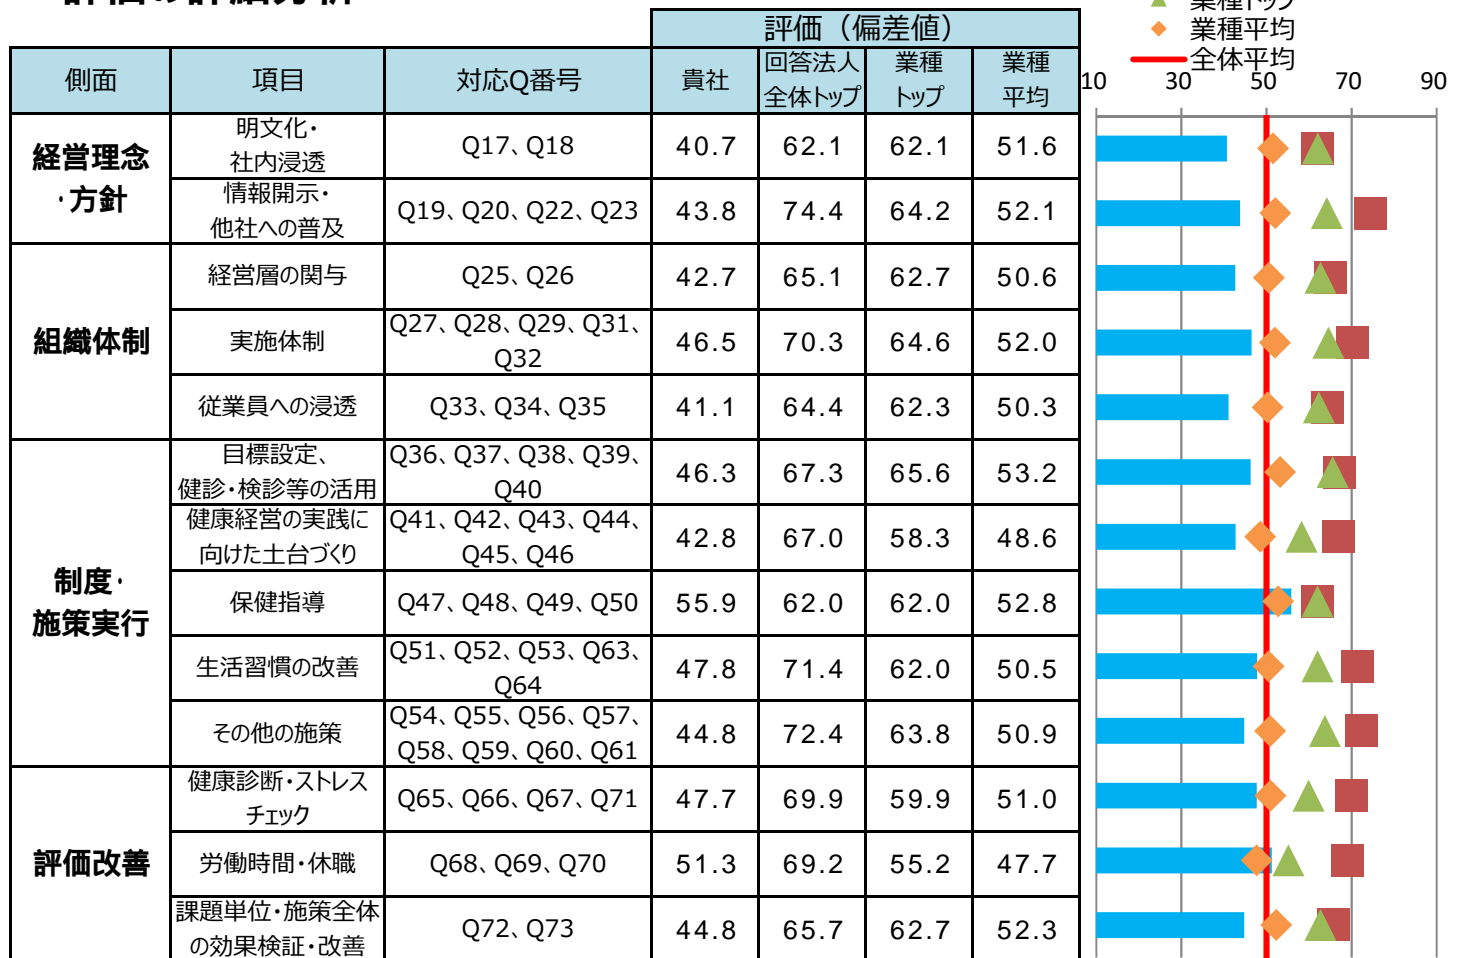 評価の詳細分析
業種トップ
業種平均
全体平均
評価（偏差値）
側面 項目 対応Q番号 貴社 回答法人全体トップ 業種トップ 業種平均
10 30 50 70 90
経営理念・方針
明文化・社内浸透 Q17、Q18 40.7 62.1 62.1 51.6
情報開示・他社への普及 Q19、Q20、Q22、Q23 43.8 74.4 64.2 52.1
組織体制
経営層の関与 Q25、Q26 42.7 65.1 62.7 50.6
実施体制 Q27、Q28、Q29、Q31、Q32 46.5 70.3 64.6 52.0
従業員への浸透 Q33、Q34、Q35 41.1 64.4 62.3 50.3
制度・施策実行
目標設定、健診・検診等の活用 Q36、Q37、Q38、Q39、Q40 46.3 67.3 65.6 53.2
健康経営の実践に向けた土台づくり Q41、Q42、Q43、Q44、Q45、Q46 42.8 67.0 58.3 48.6
保健指導 Q47、Q48、Q49、Q50 55.9 62.0 62.0 52.8
生活習慣の改善 Q51、Q52、Q53、Q63、Q64 47.8 71.4 62.0 50.5
その他の施策 Q54、Q55、Q56、Q57、Q58、Q59、Q60、Q61 44.8 72.4 63.8 50.9
評価改善
健康診断・ストレスチェック Q65、Q66、Q67、Q71 47.7 69.9 59.9 51.0
労働時間・休職 Q68、Q69、Q70 51.3 69.2 55.2 47.7
課題単位・施策全体の効果検証・改善 Q72、Q73 44.8 65.7 62.7 52.3